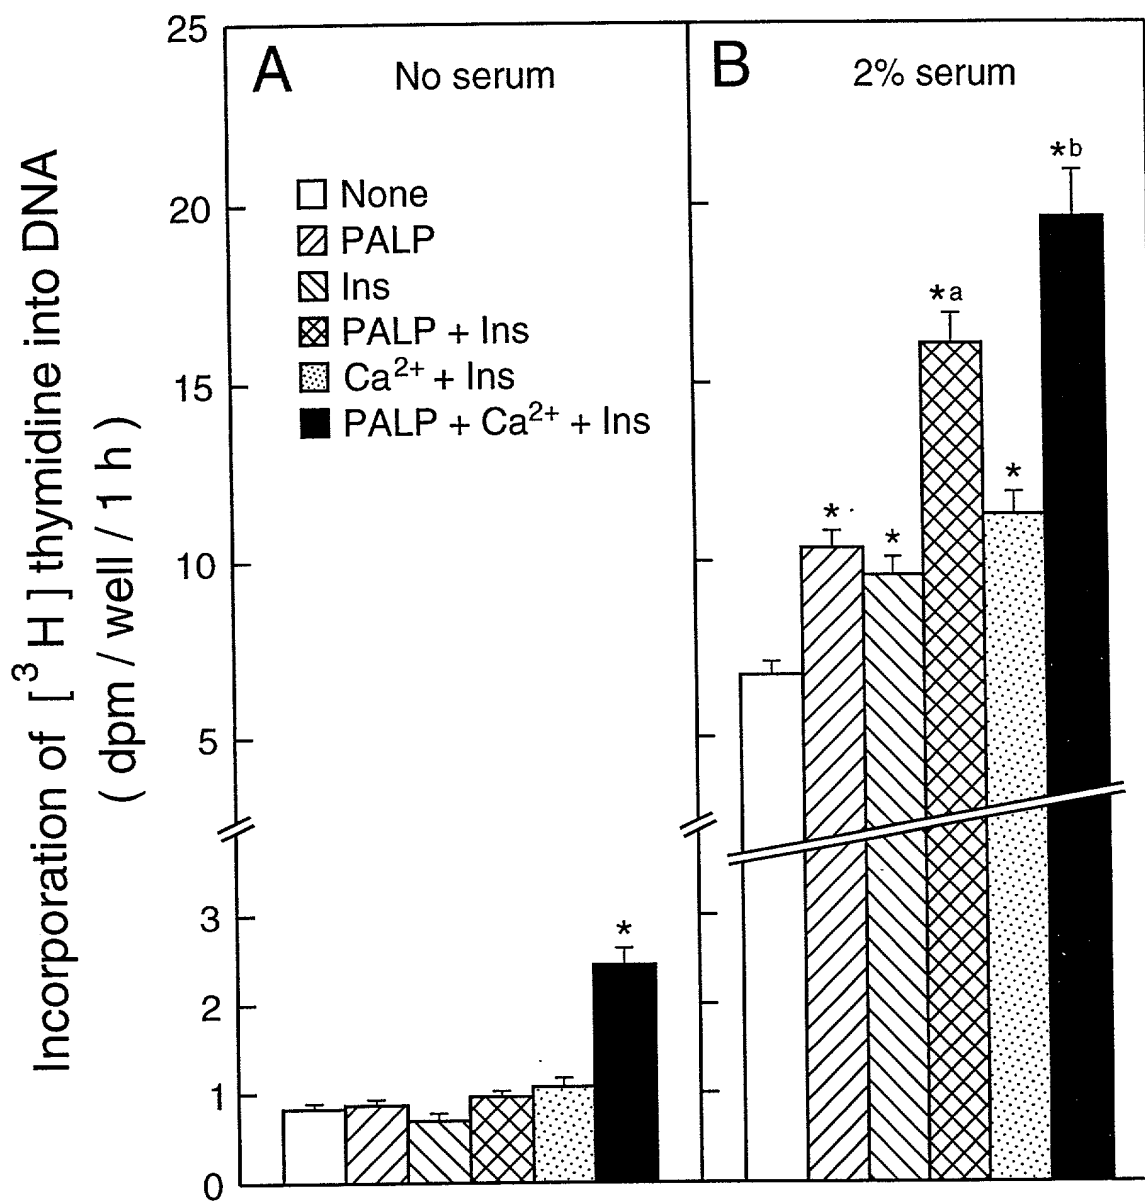 Incorporation of [ ³ H ] thymidine into DNA
( dpm / well / 1 h )
25
20
15
10
5
3
2
1
0
A
No serum
None
PALP
Ins
PALP + Ins
Ca²⁺ + Ins
PALP + Ca²⁺ + Ins
*
B
2% serum
*
*
*a
*
*b